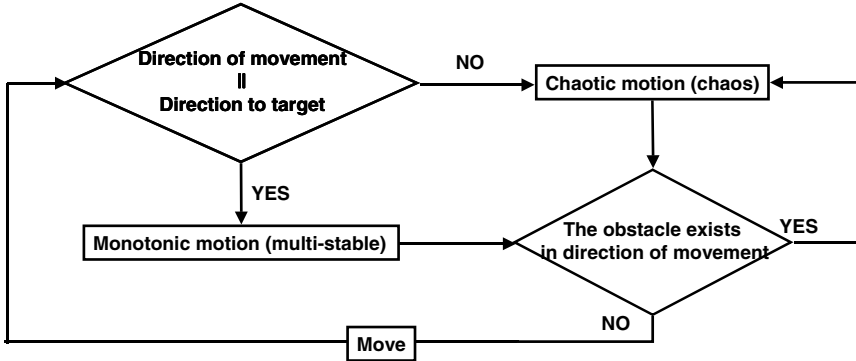 Direction of movement
=
Direction to target
NO
Chaotic motion (chaos)
YES
Monotonic motion (multi-stable)
The obstacle exists
in direction of movement
YES
NO
Move